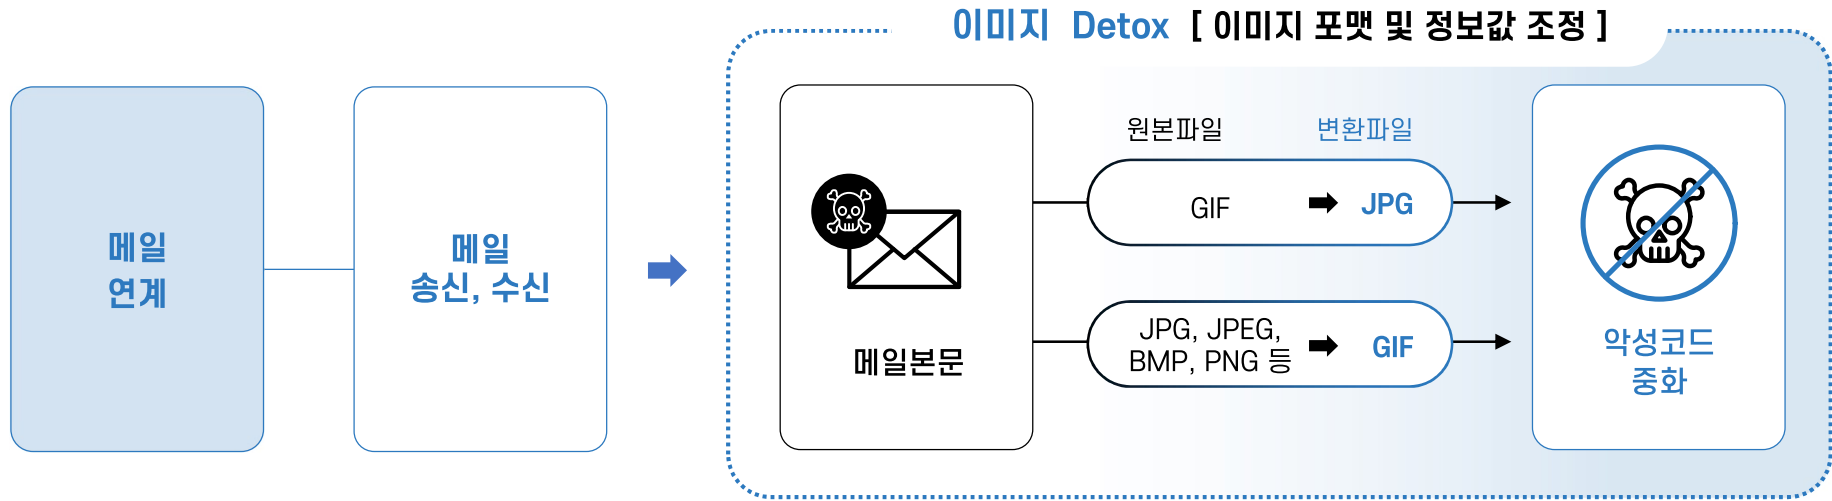 이미지 Detox [ 이미지 포맷 및 정보값 조정 ]
메일
연계
메일
송신, 수신
메일본문
원본파일 변환파일
GIF JPG
JPG, JPEG,
BMP, PNG 등
GIF
악성코드
중화